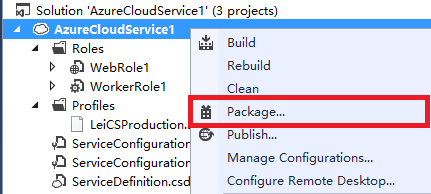 Solution 'AzureCloudService1' (3 projects)
AzureCloudService1
Roles
WebRole1
WorkerRole1
Profiles
LeiCSProduction.
ServiceConfiguration
ServiceConfiguration
ServiceDefinition.csd
Build
Rebuild
Clean
Package...
Publish...
Manage Configurations...
Configure Remote Desktop...